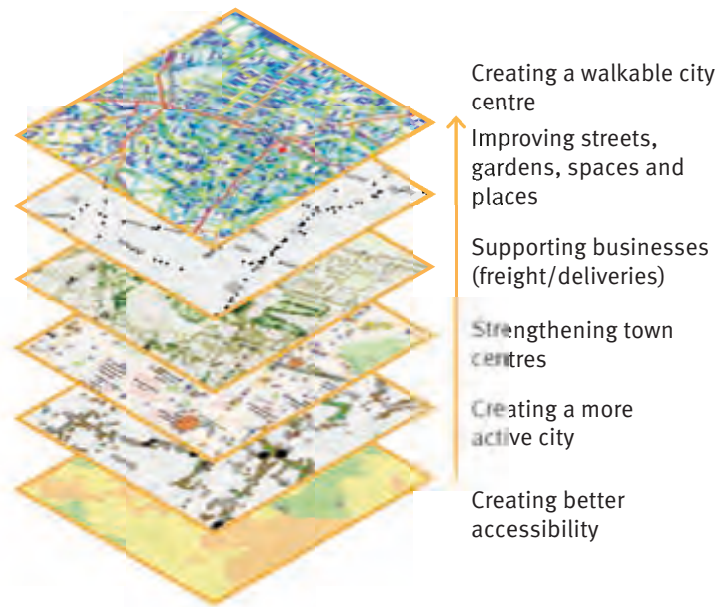 Creating a walkable city
centre
Improving streets,
gardens, spaces and
places
Supporting businesses
(freight/deliveries)
Strengthening town
centres
Creating a more
active city
Creating better
accessibility